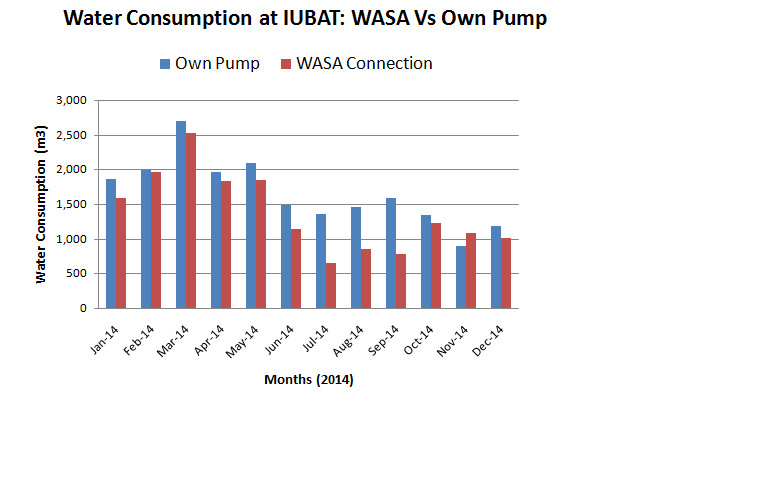 Water Consumption at IUBAT: WASA Vs Own Pump
Own Pump WASA Connection
Water Consumption (m3)
3,000
2,500
2,000
1,500
1,000
500
0
Jan-14 Feb-14 Mar-14 Apr-14 May-14 Jun-14 Jul-14 Aug-14 Sep-14 Oct-14 Nov-14 Dec-14
Months (2014)